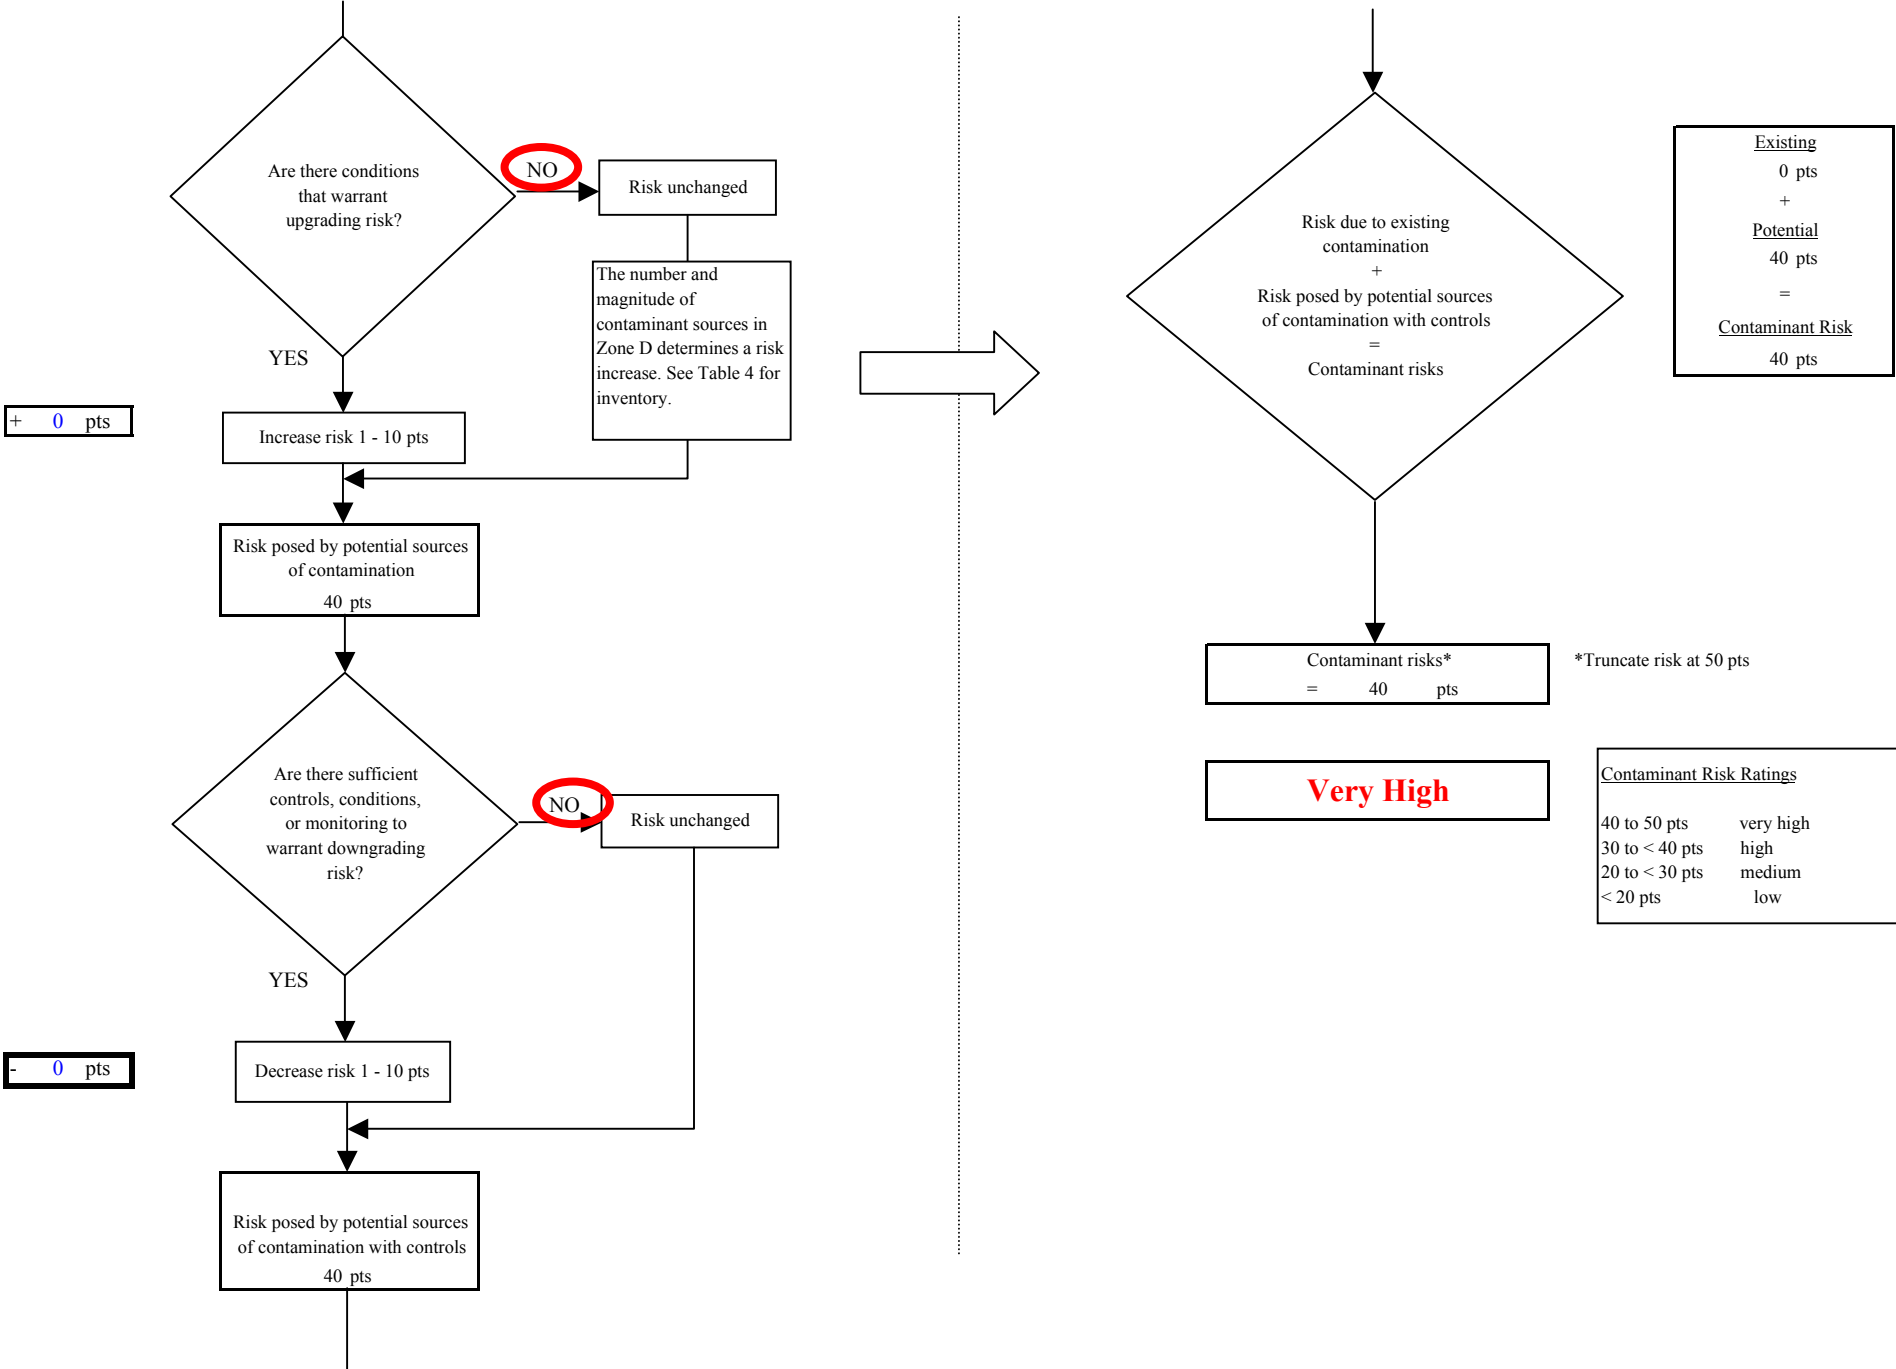 Are there conditions
that warrant
upgrading risk?
NO
Risk unchanged
The number and
magnitude of
contaminant sources in
Zone D determines a risk
increase. See Table 4 for
inventory.
YES
+ 0 pts
Increase risk 1 - 10 pts
Risk posed by potential sources
of contamination
40 pts
Are there sufficient
controls, conditions,
or monitoring to
warrant downgrading
risk?
NO
Risk unchanged
YES
- 0 pts
Decrease risk 1 - 10 pts
Risk posed by potential sources
of contamination with controls
40 pts
Risk due to existing
contamination
+
Risk posed by potential sources
of contamination with controls
=
Contaminant risks
Existing
0 pts
+
Potential
40 pts
=
Contaminant Risk
40 pts
Contaminant risks*
= 40 pts
*Truncate risk at 50 pts
Very High
Contaminant Risk Ratings
40 to 50 pts very high
30 to < 40 pts high
20 to < 30 pts medium
< 20 pts low